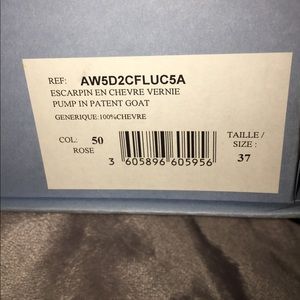 REF: AW5D2CFLUC5A
ESCARPIN EN CHEVRE VERNIE
PUMP IN PATENT GOAT
GENERIQUE:100%CHEVRE
COL. 50
ROSE
3 605896 605956
TAILLE /
SIZE :
37